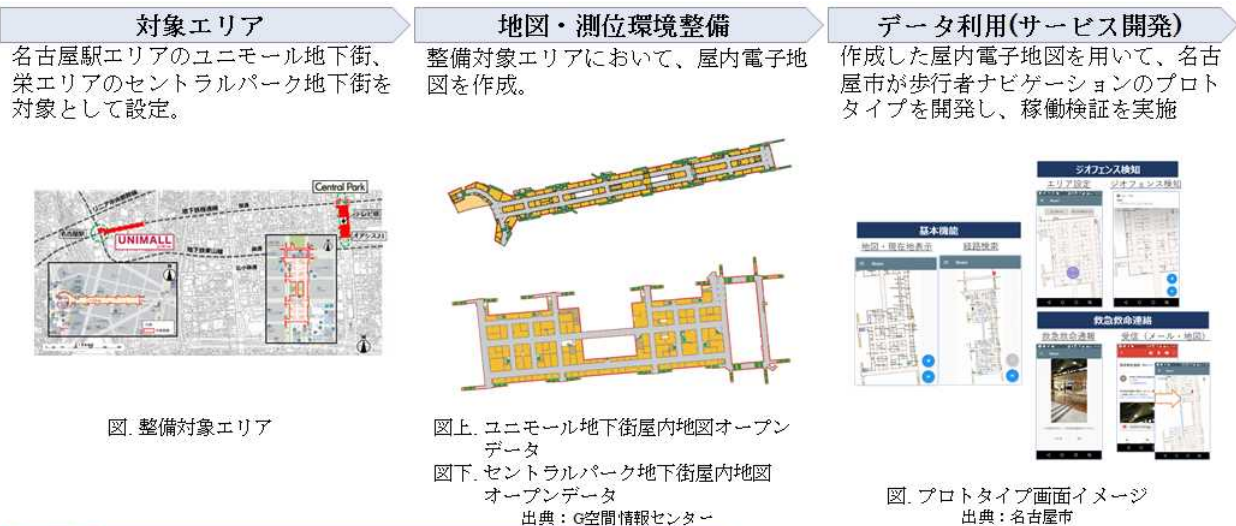 対象エリア
名古屋駅エリアのユニモール地下街、
栄エリアのセントラルパーク地下街を
対象として設定。
Central Park
UNIMALL
図. 整備対象エリア
地図・測位環境整備
整備対象エリアにおいて、屋内電子地
図を作成。
図上. ユニモール地下街屋内地図オープン
データ
図下. セントラルパーク地下街屋内地図
オープンデータ
出典：G空間情報センター
データ利用(サービス開発)
作成した屋内電子地図を用いて、名古
屋市が歩行者ナビゲーションのプロト
タイプを開発し、稼働検証を実施
ジオフェンス検知
エリア設定 ジオフェンス検知
基本機能
地図・現在地表示 経路検索
救急救命連絡
救急救命通報 受信（メール・地図）
図. プロトタイプ画面イメージ
出典：名古屋市